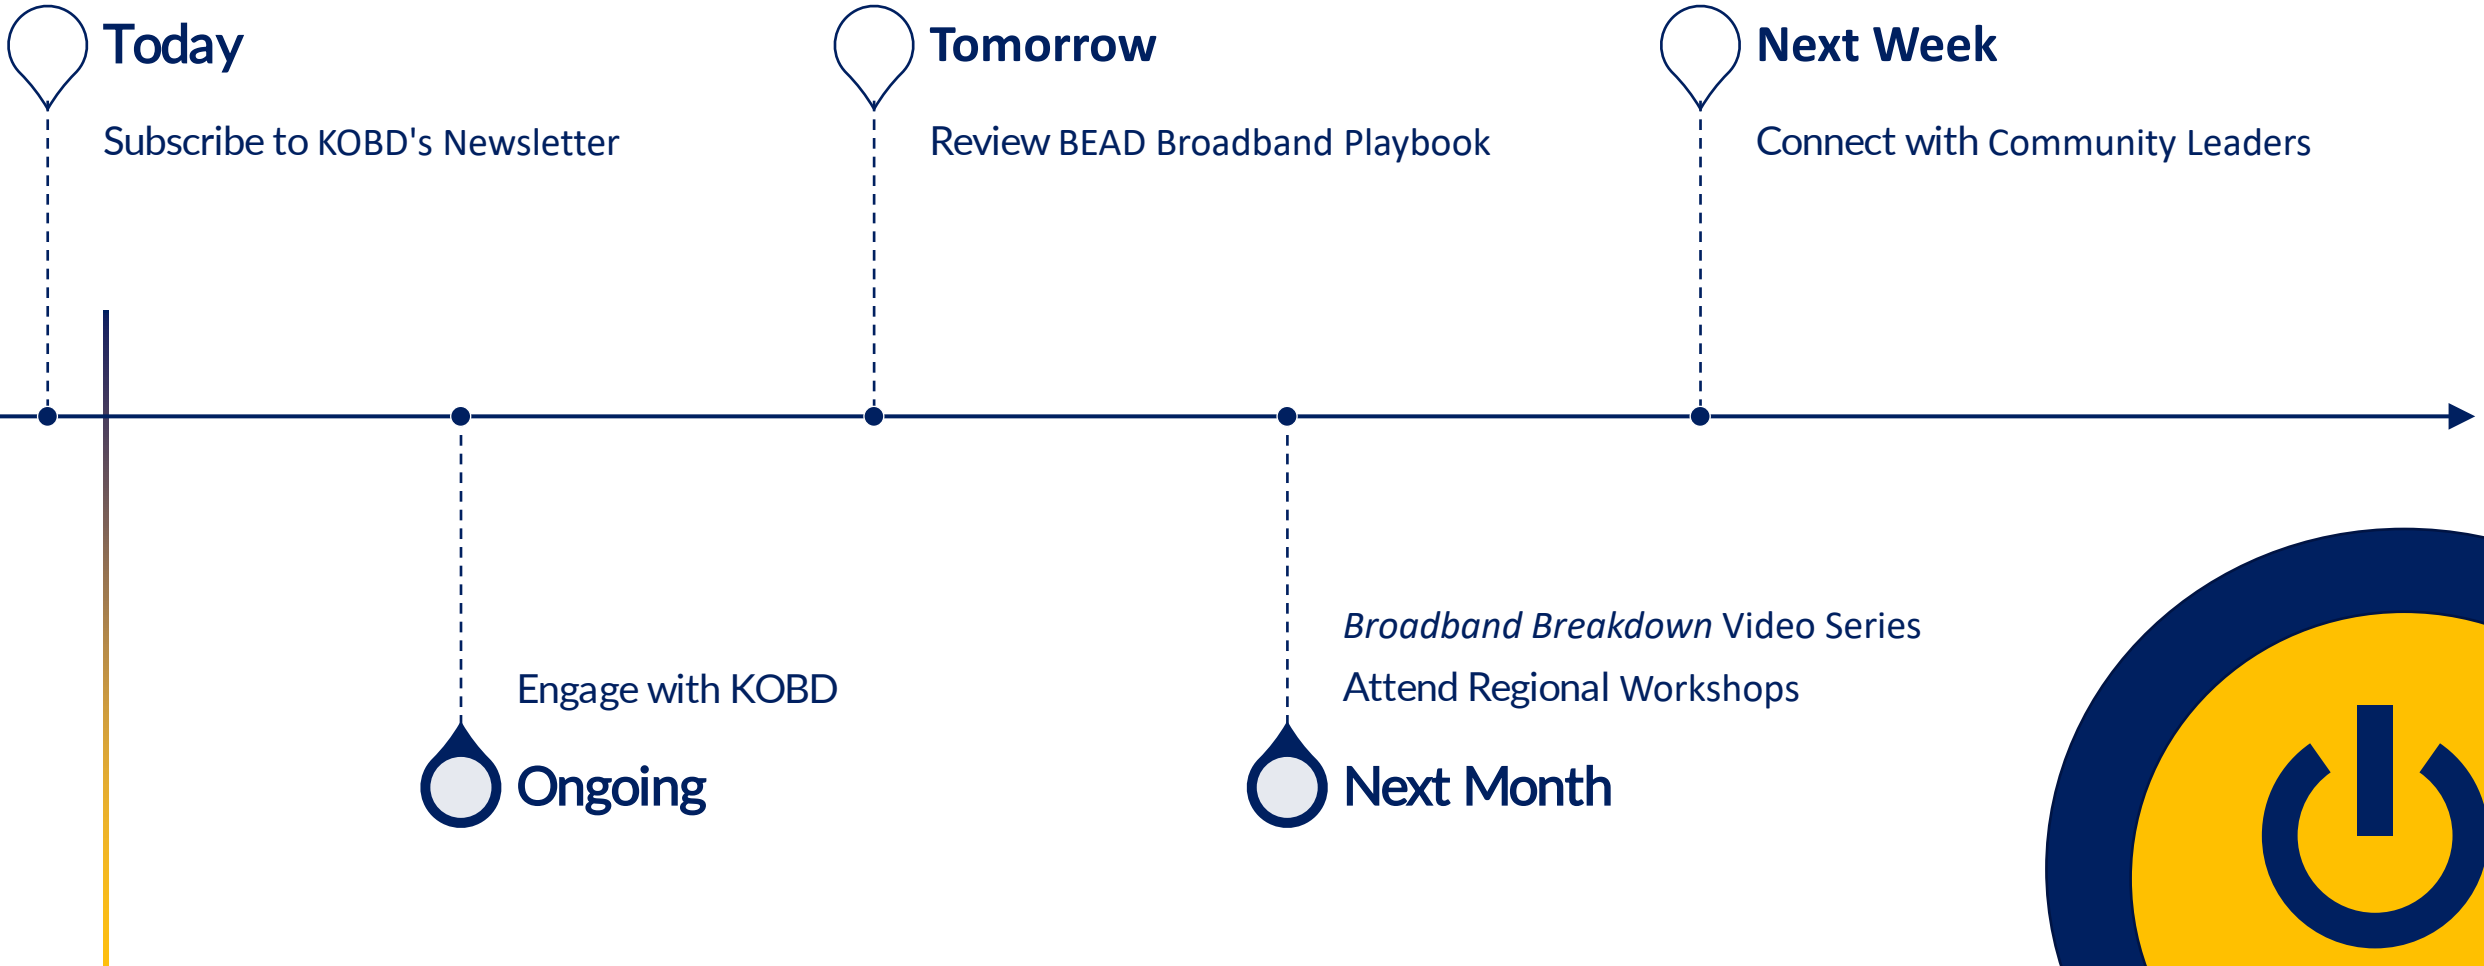 Today
Subscribe to KOBD's Newsletter
Tomorrow
Review BEAD Broadband Playbook
Next Week
Connect with Community Leaders
Engage with KOBD
Ongoing
Broadband Breakdown Video Series
Attend Regional Workshops
Next Month